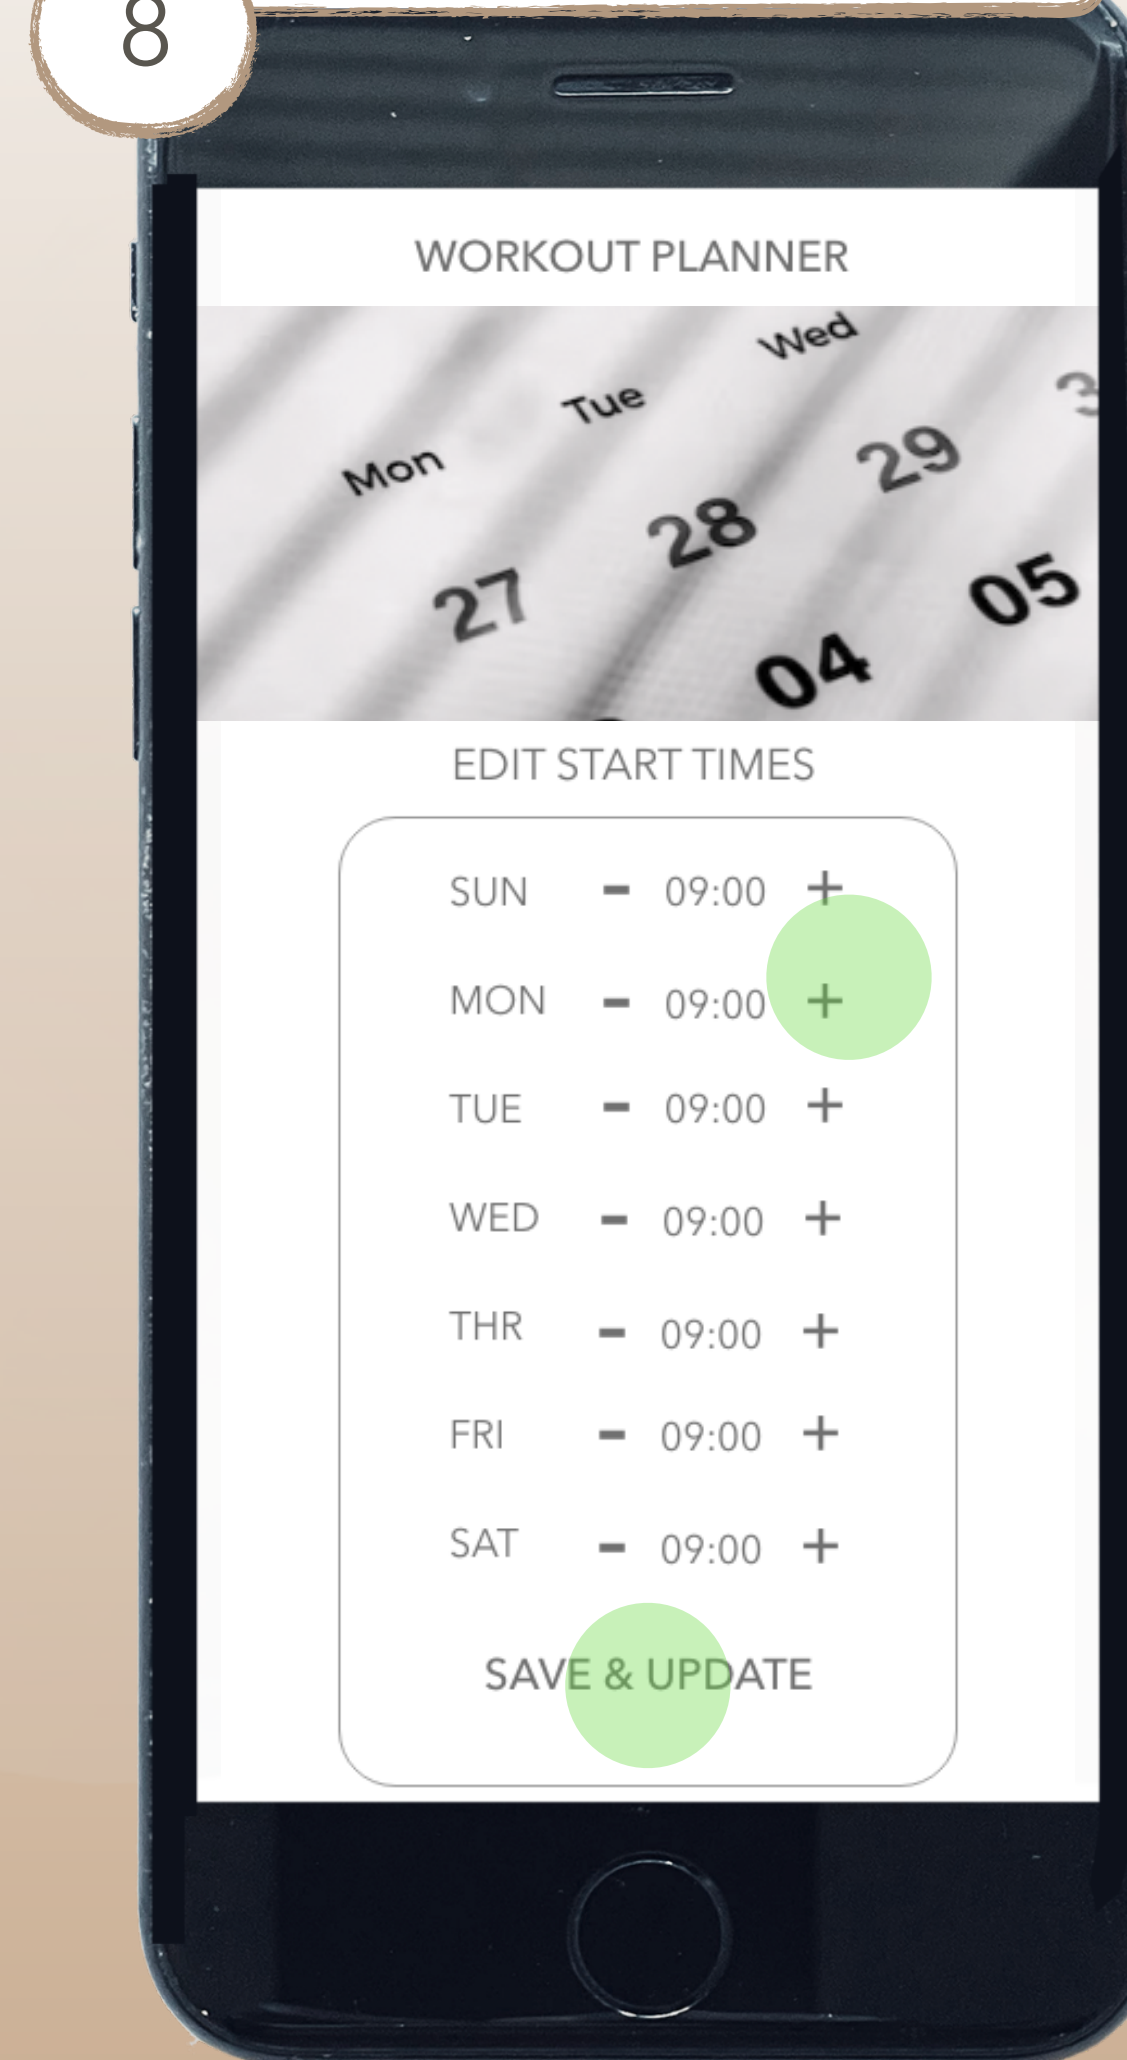 8
WORKOUT PLANNER
Mon Tue Wed
27 28 29
04 05
EDIT START TIMES
SUN - 09:00 +
MON - 09:00 +
TUE - 09:00 +
WED - 09:00 +
THR - 09:00 +
FRI - 09:00 +
SAT - 09:00 +
SAVE & UPDATE